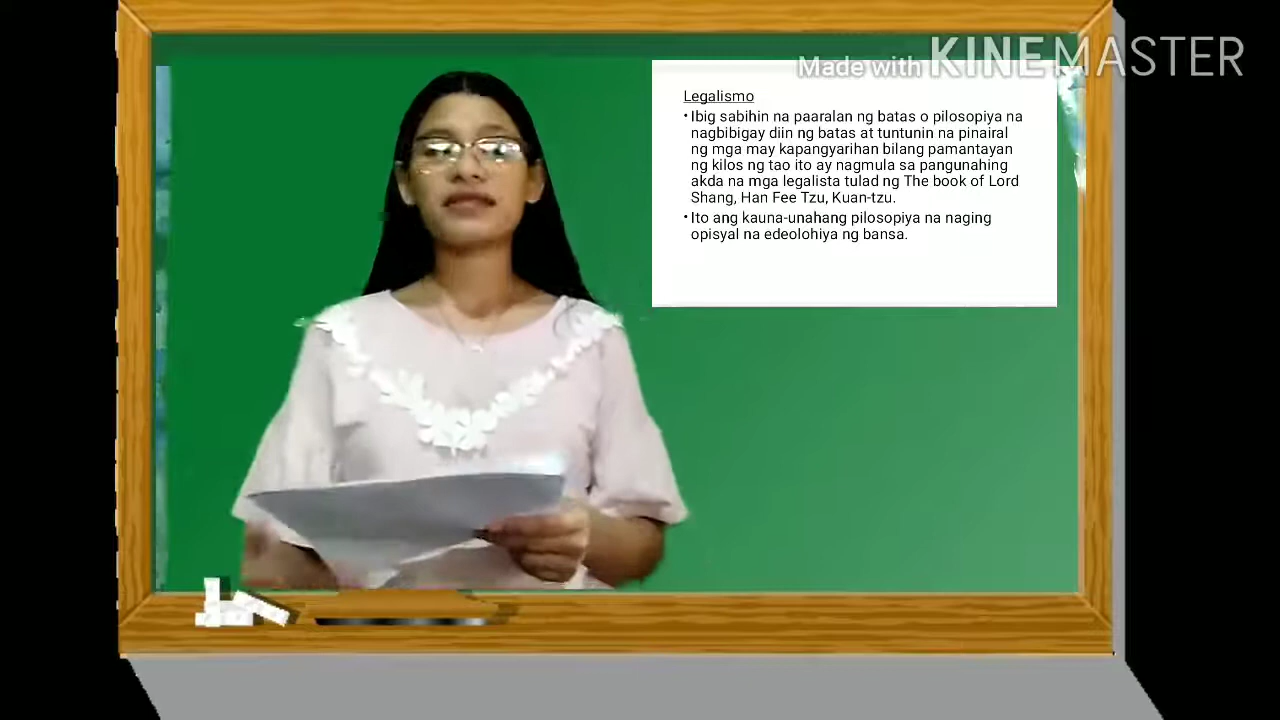 Made with KINEMASTER
Legalismo
• Ibig sabihin na paaralan ng batas o pilosopiya na
nagbibigay diin ng batas at tuntunin na pinairal
ng mga may kapangyarihan bilang pamantayan
ng kilos ng tao ito ay nagmula sa pangunahing
akda na mga legalista tulad ng The book of Lord
Shang, Han Fee Tzu, Kuan-tzu.
• Ito ang kauna-unahang pilosopiya na naging
opisyal na edeolohiya ng bansa.